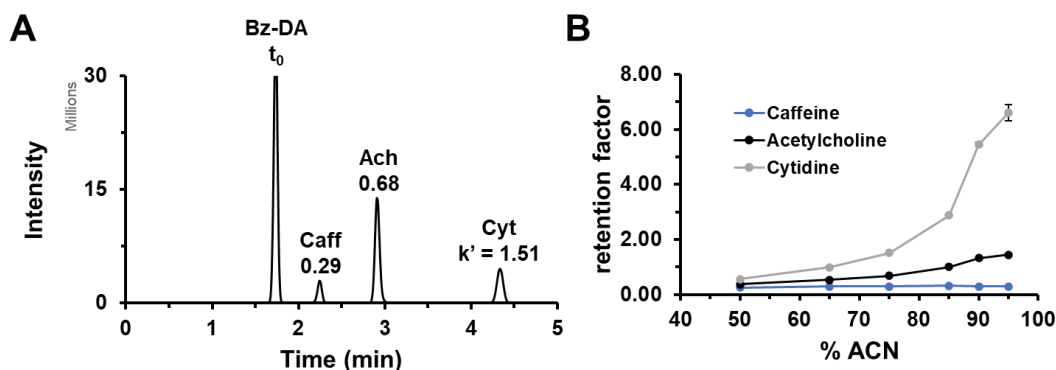 A
Bz-DA
t₀
30
Millions
15
0
Intensity
Caff
0.29
Ach
0.68
Cyt
k' = 1.51
0 1 2 3 4 5
Time (min)
B
8.00
6.00
4.00
2.00
0.00
retention factor
Caffeine
Acetylcholine
Cytidine
40 50 60 70 80 90 100
% ACN